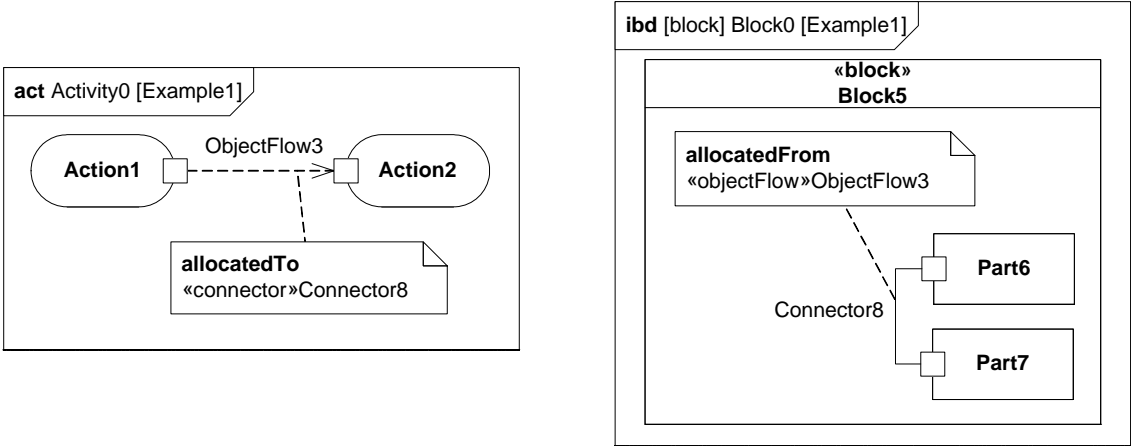 act Activity0 [Example1]
ObjectFlow3
Action1
Action2
allocatedTo
«connector»Connector8
ibd [block] Block0 [Example1]
«block»
Block5
allocatedFrom
«objectFlow»ObjectFlow3
Part6
Connector8
Part7